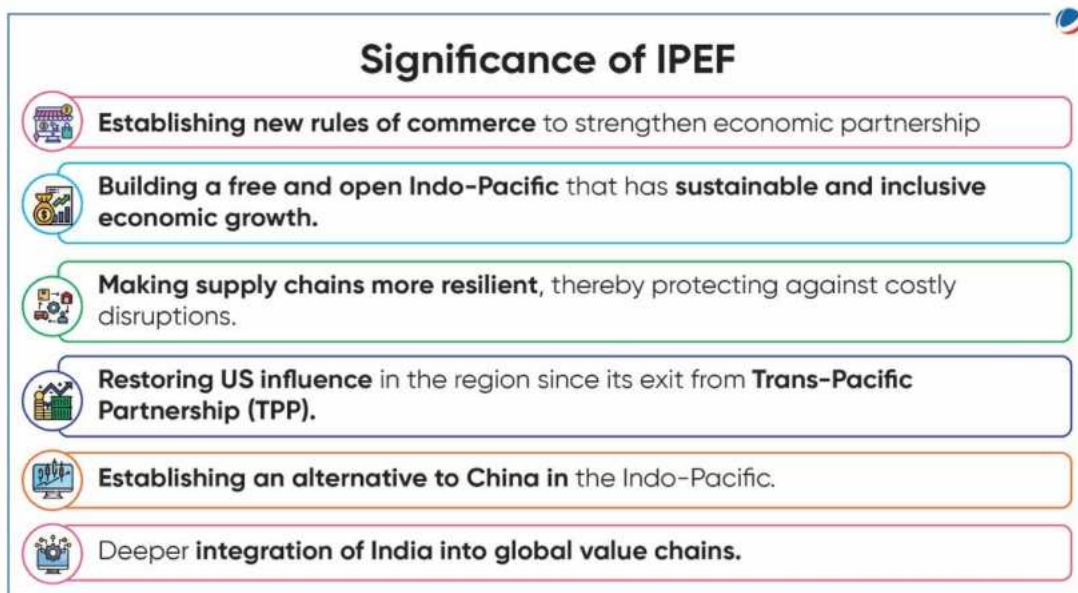 Significance of IPEF
Establishing new rules of commerce to strengthen economic partnership
Building a free and open Indo-Pacific that has sustainable and inclusive
economic growth.
Making supply chains more resilient, thereby protecting against costly
disruptions.
Restoring US influence in the region since its exit from Trans-Pacific
Partnership (TPP).
Establishing an alternative to China in the Indo-Pacific.
Deeper integration of India into global value chains.